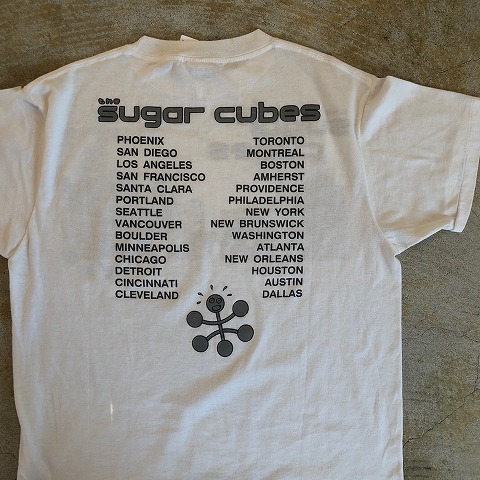 the
sugar cubes
PHOENIX
SAN DIEGO
LOS ANGELES
SAN FRANCISCO
SANTA CLARA
PORTLAND
SEATTLE
VANCOUVER
BOULDER
MINNEAPOLIS
CHICAGO
DETROIT
CINCINNATI
CLEVELAND
TORONTO
MONTREAL
BOSTON
AMHERST
PROVIDENCE
PHILADELPHIA
NEW YORK
NEW BRUNSWICK
WASHINGTON
ATLANTA
NEW ORLEANS
HOUSTON
AUSTIN
DALLAS